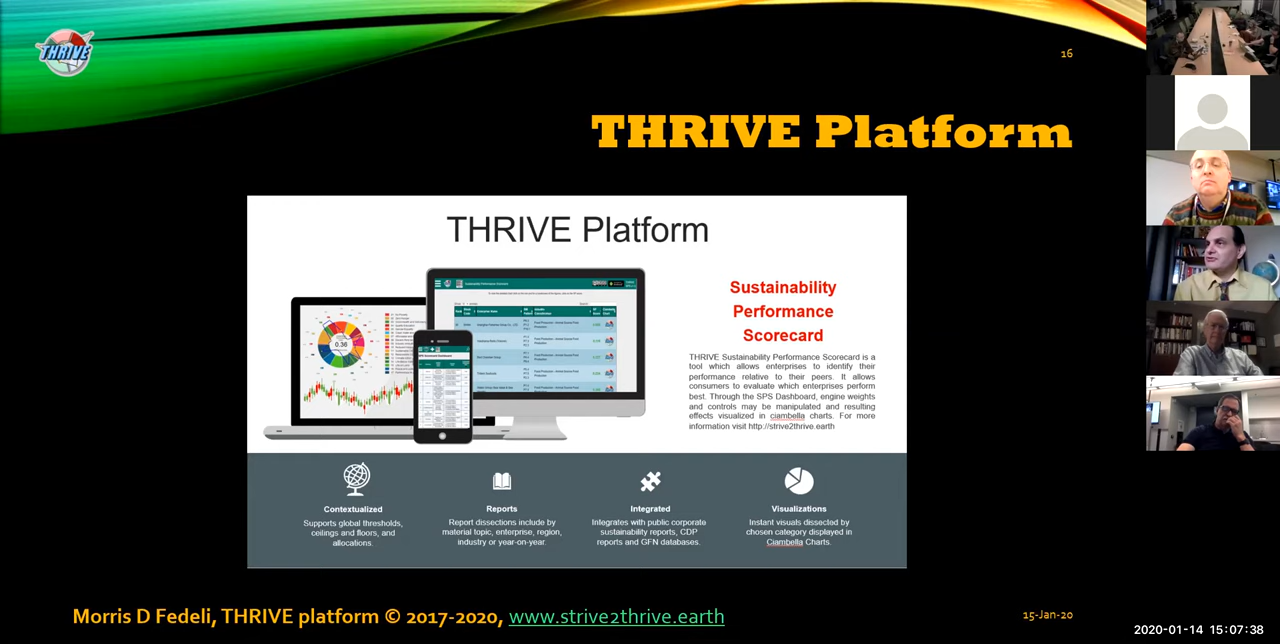 THRIVE
16
THRIVE Platform
THRIVE Platform
Sustainability Performance Scorecard
0.36
Sustainability
Performance
Scorecard
THRIVE Sustainability Performance Scorecard is a
tool which allows enterprises to identify their
performance relative to their peers. It allows
consumers to evaluate which enterprises perform
best. Through the SPS Dashboard, engine weights
and controls may be manipulated and resulting
effects visualized in ciambella charts. For more
information visit http://strive2thrive.earth
Contextualized
Supports global thresholds,
ceilings and floors, and
allocations.
Reports
Report dissections include by
material topic, enterprise, region,
industry or year-on-year.
Integrated
Integrates with public corporate
sustainability reports, CDP
reports and GFN databases.
Visualizations
Instant visuals dissected by
chosen category displayed in
Ciambella Charts.
Morris D Fedeli, THRIVE platform © 2017-2020, www.strive2thrive.earth
15-Jan-20
2020-01-14 15:07:38